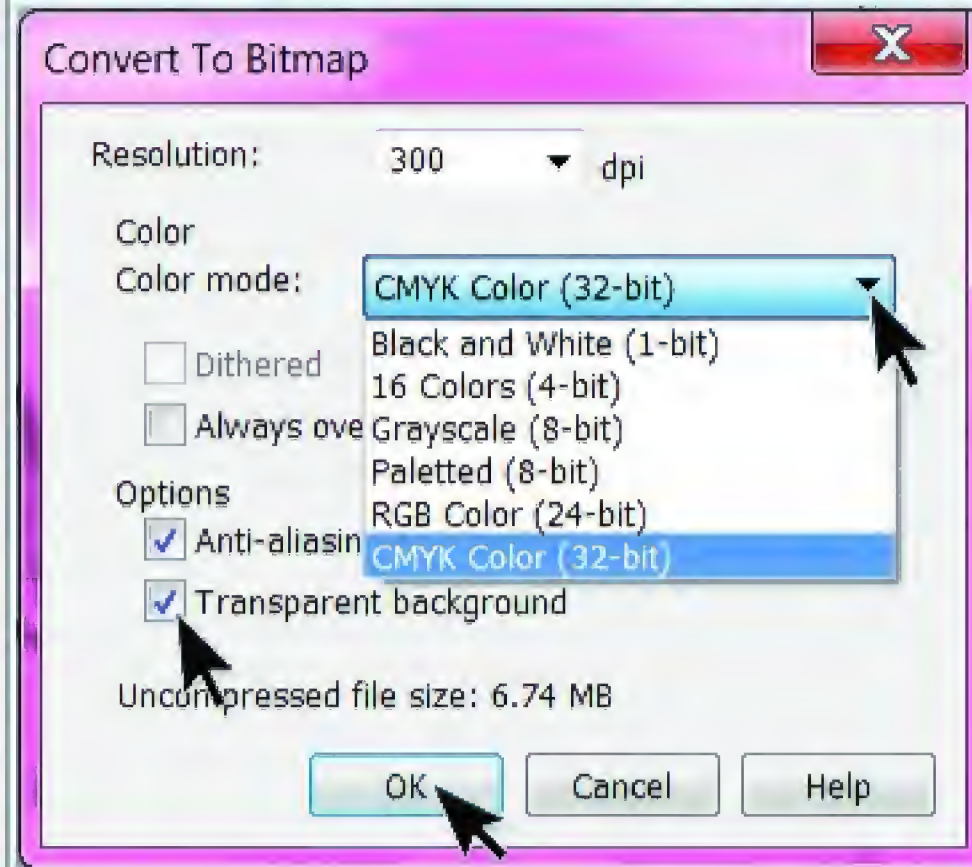 Convert To Bitmap
Resolution: 300 dpi
Color
Color mode: CMYK Color (32-bit)
Black and White (1-bit)
16 Colors (4-bit)
Grayscale (8-bit)
Paletted (8-bit)
RGB Color (24-bit)
CMYK Color (32-bit)
Dithered
Always ove
Options
Anti-aliasin
Transparent background
Uncompressed file size: 6.74 MB
OK Cancel Help